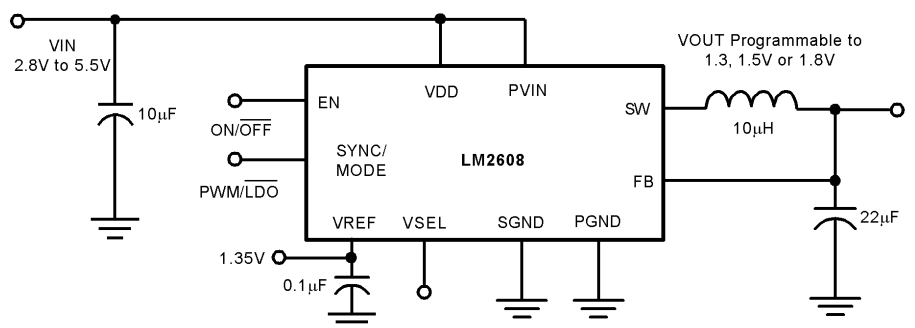 VIN
2.8V to 5.5V
10μF
VOUT Programmable to
1.3, 1.5V or 1.8V
VDD
PVIN
EN
ON/OFF
SYNC/
MODE
PWM/LDO
LM2608
SW
10μH
FB
22μF
VREF
VSEL
SGND
PGND
1.35V
0.1μF